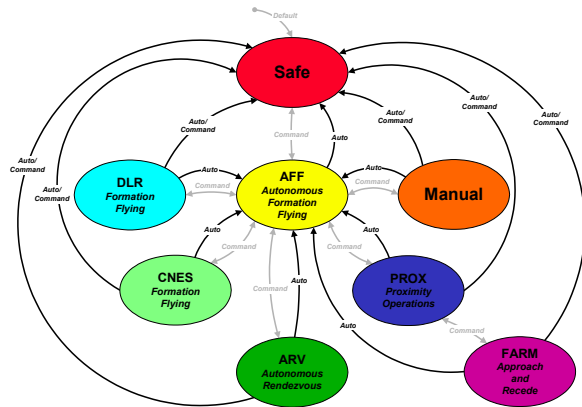 Default
Safe
Auto/
Command
Auto/
Command
Auto/
Command
Auto/
Command
Auto/
Command
Auto/
Command
Auto/
Command
Command
Auto
DLR
Formation
Flying
Auto
Command
AFF
Autonomous
Formation
Flying
Auto
Command
Manual
CNES
Formation
Flying
Auto
Command
Command
Auto
Command
Auto
PROX
Proximity
Operations
Auto
Command
ARV
Autonomous
Rendezvous
FARM
Approach
and
Recede